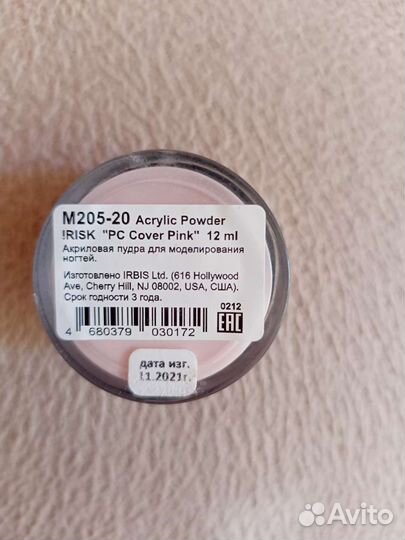 M205-20 Acrylic Powder
IRISK "PC Cover Pink" 12 ml
Акриловая пудра для моделирования
ногтей.
Изготовлено IRBIS Ltd. (616 Hollywood
Ave, Cherry Hill, NJ 08002, USA, США).
Срок годности 3 года.
0212
4 680379 030172 EAC
дата изг.
11.2021г.
Avito